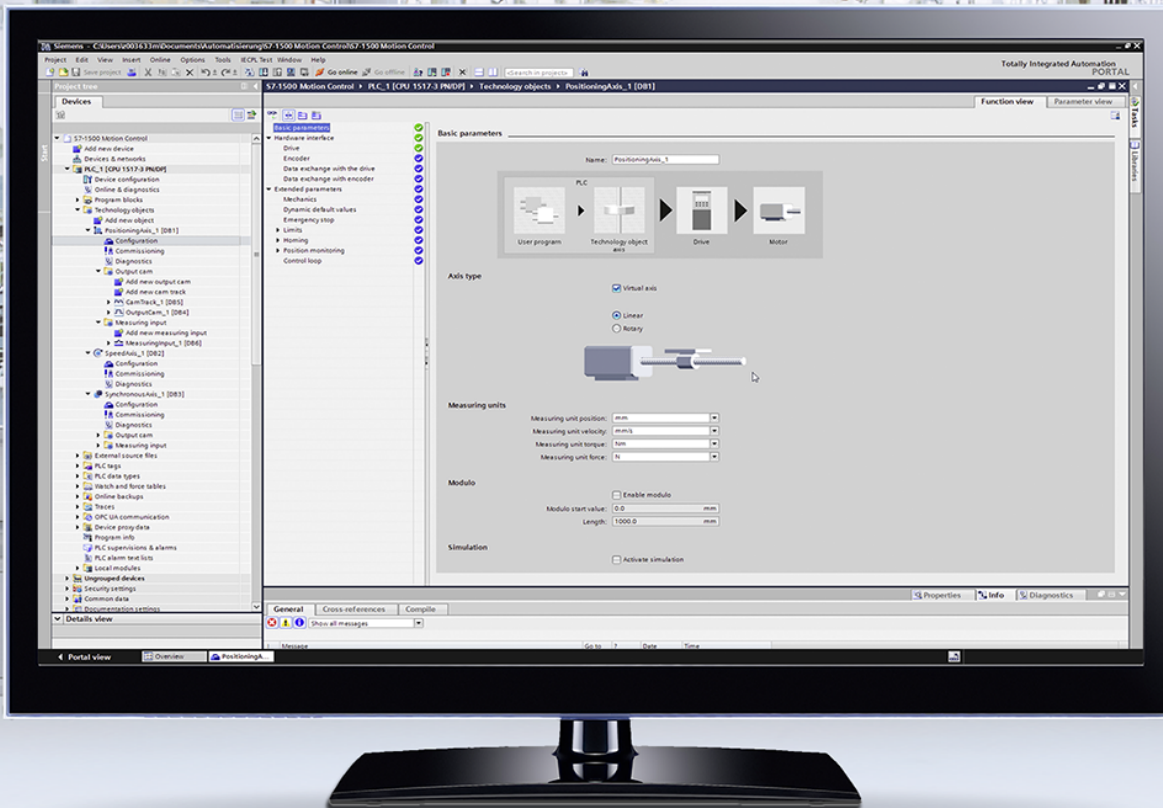 Siemens - C:\Users\z003633m\Documents\Automatisierung\S7-1500 Motion Control\S7-1500 Motion Control
Project Edit View Insert Online Options Tools IECPL Test Window Help
Totally Integrated Automation
PORTAL
Save project Go online Go offline <Search in project>
Project tree
S7-1500 Motion Control PLC_1 [CPU 1517-3 PN/DP] Technology objects PositioningAxis_1 [DB1]
Devices
Function view Parameter view
Start
Tasks
Libraries
S7-1500 Motion Control
Add new device
Devices & networks
PLC_1 [CPU 1517-3 PN/DP]
Device configuration
Online & diagnostics
Program blocks
Technology objects
Add new object
PositioningAxis_1 [DB1]
Configuration
Commissioning
Diagnostics
Output cam
Add new output cam
Add new cam track
CamTrack_1 [DB5]
OutputCam_1 [DB4]
Measuring input
Add new measuring input
MeasuringInput_1 [DB6]
SpeedAxis_1 [DB2]
Configuration
Commissioning
Diagnostics
SynchronousAxis_1 [DB3]
Configuration
Commissioning
Diagnostics
Output cam
Measuring input
External source files
PLC tags
PLC data types
Watch and force tables
Online backups
Traces
OPC UA communication
Device proxy data
Program info
PLC supervisions & alarms
PLC alarm text lists
Local modules
Ungrouped devices
Security settings
Common data
Documentation settings
Details view
Basic parameters
Hardware interface
Drive
Encoder
Data exchange with the drive
Data exchange with encoder
Extended parameters
Mechanics
Dynamic default values
Emergency stop
Limits
Homing
Position monitoring
Control loop
Basic parameters
Name: PositioningAxis_1
PLC
User program Technology object axis Drive Motor
Axis type
Virtual axis
Linear
Rotary
Measuring units
Measuring unit position: mm
Measuring unit velocity: mm/s
Measuring unit torque: Nm
Measuring unit force: N
Modulo
Enable modulo
Modulo start value: 0.0 mm
Length: 1000.0 mm
Simulation
Activate simulation
Properties Info Diagnostics
General Cross-references Compile
Show all messages
! Message Go to ? Date Time
Portal view Overview PositioningA...